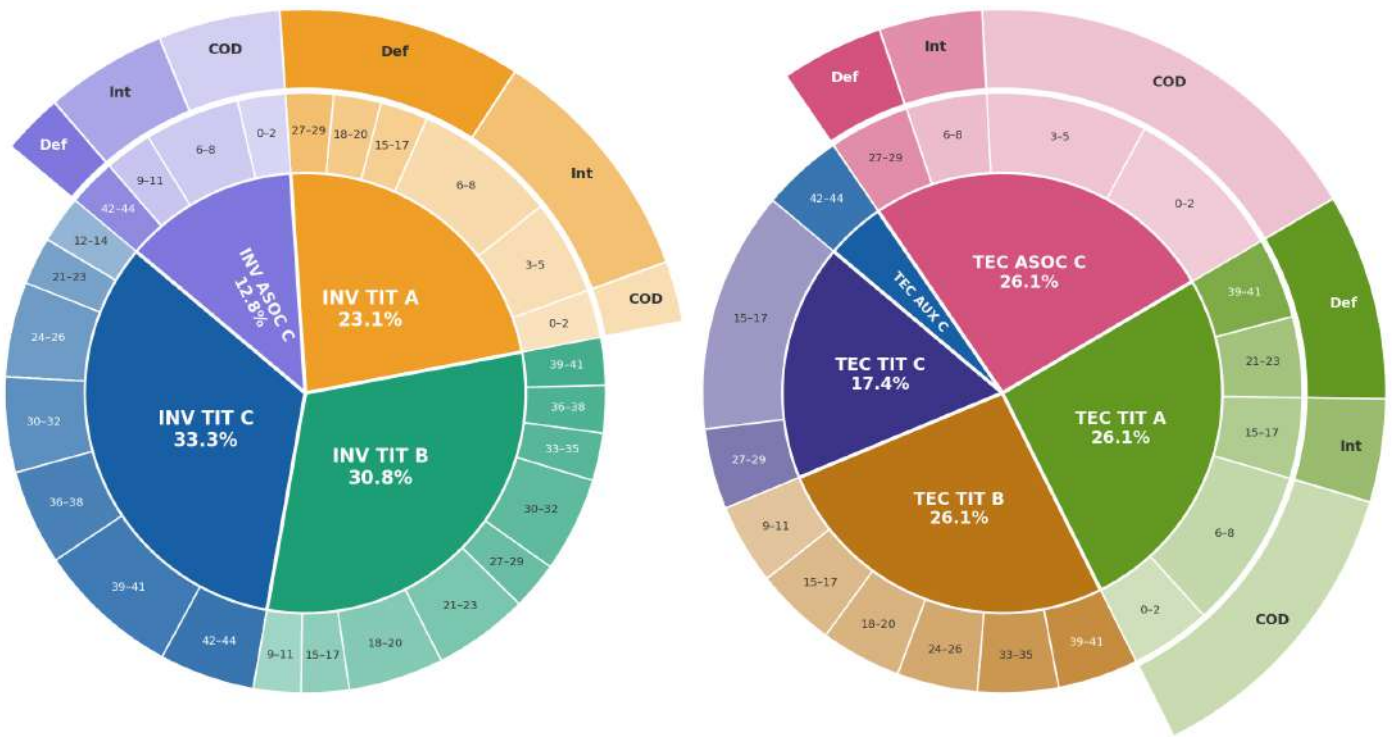 COD
Def
Int
Def
Int
COD
0–2
6–8
9–11
42–44
27–29
18–20
15–17
6–8
3–5
0–2
INV ASOC C
12.8%
INV TIT A
23.1%
12–14
21–23
24–26
30–32
36–38
39–41
42–44
INV TIT C
33.3%
INV TIT B
30.8%
39–41
36–38
33–35
30–32
27–29
21–23
18–20
15–17
9–11
Def
Int
COD
27–29
6–8
3–5
0–2
TEC ASOC C
26.1%
42–44
TEC AUX C
15–17
27–29
TEC TIT C
17.4%
TEC TIT A
26.1%
39–41
21–23
15–17
6–8
0–2
Def
Int
COD
TEC TIT B
26.1%
9–11
15–17
18–20
24–26
33–35
39–41